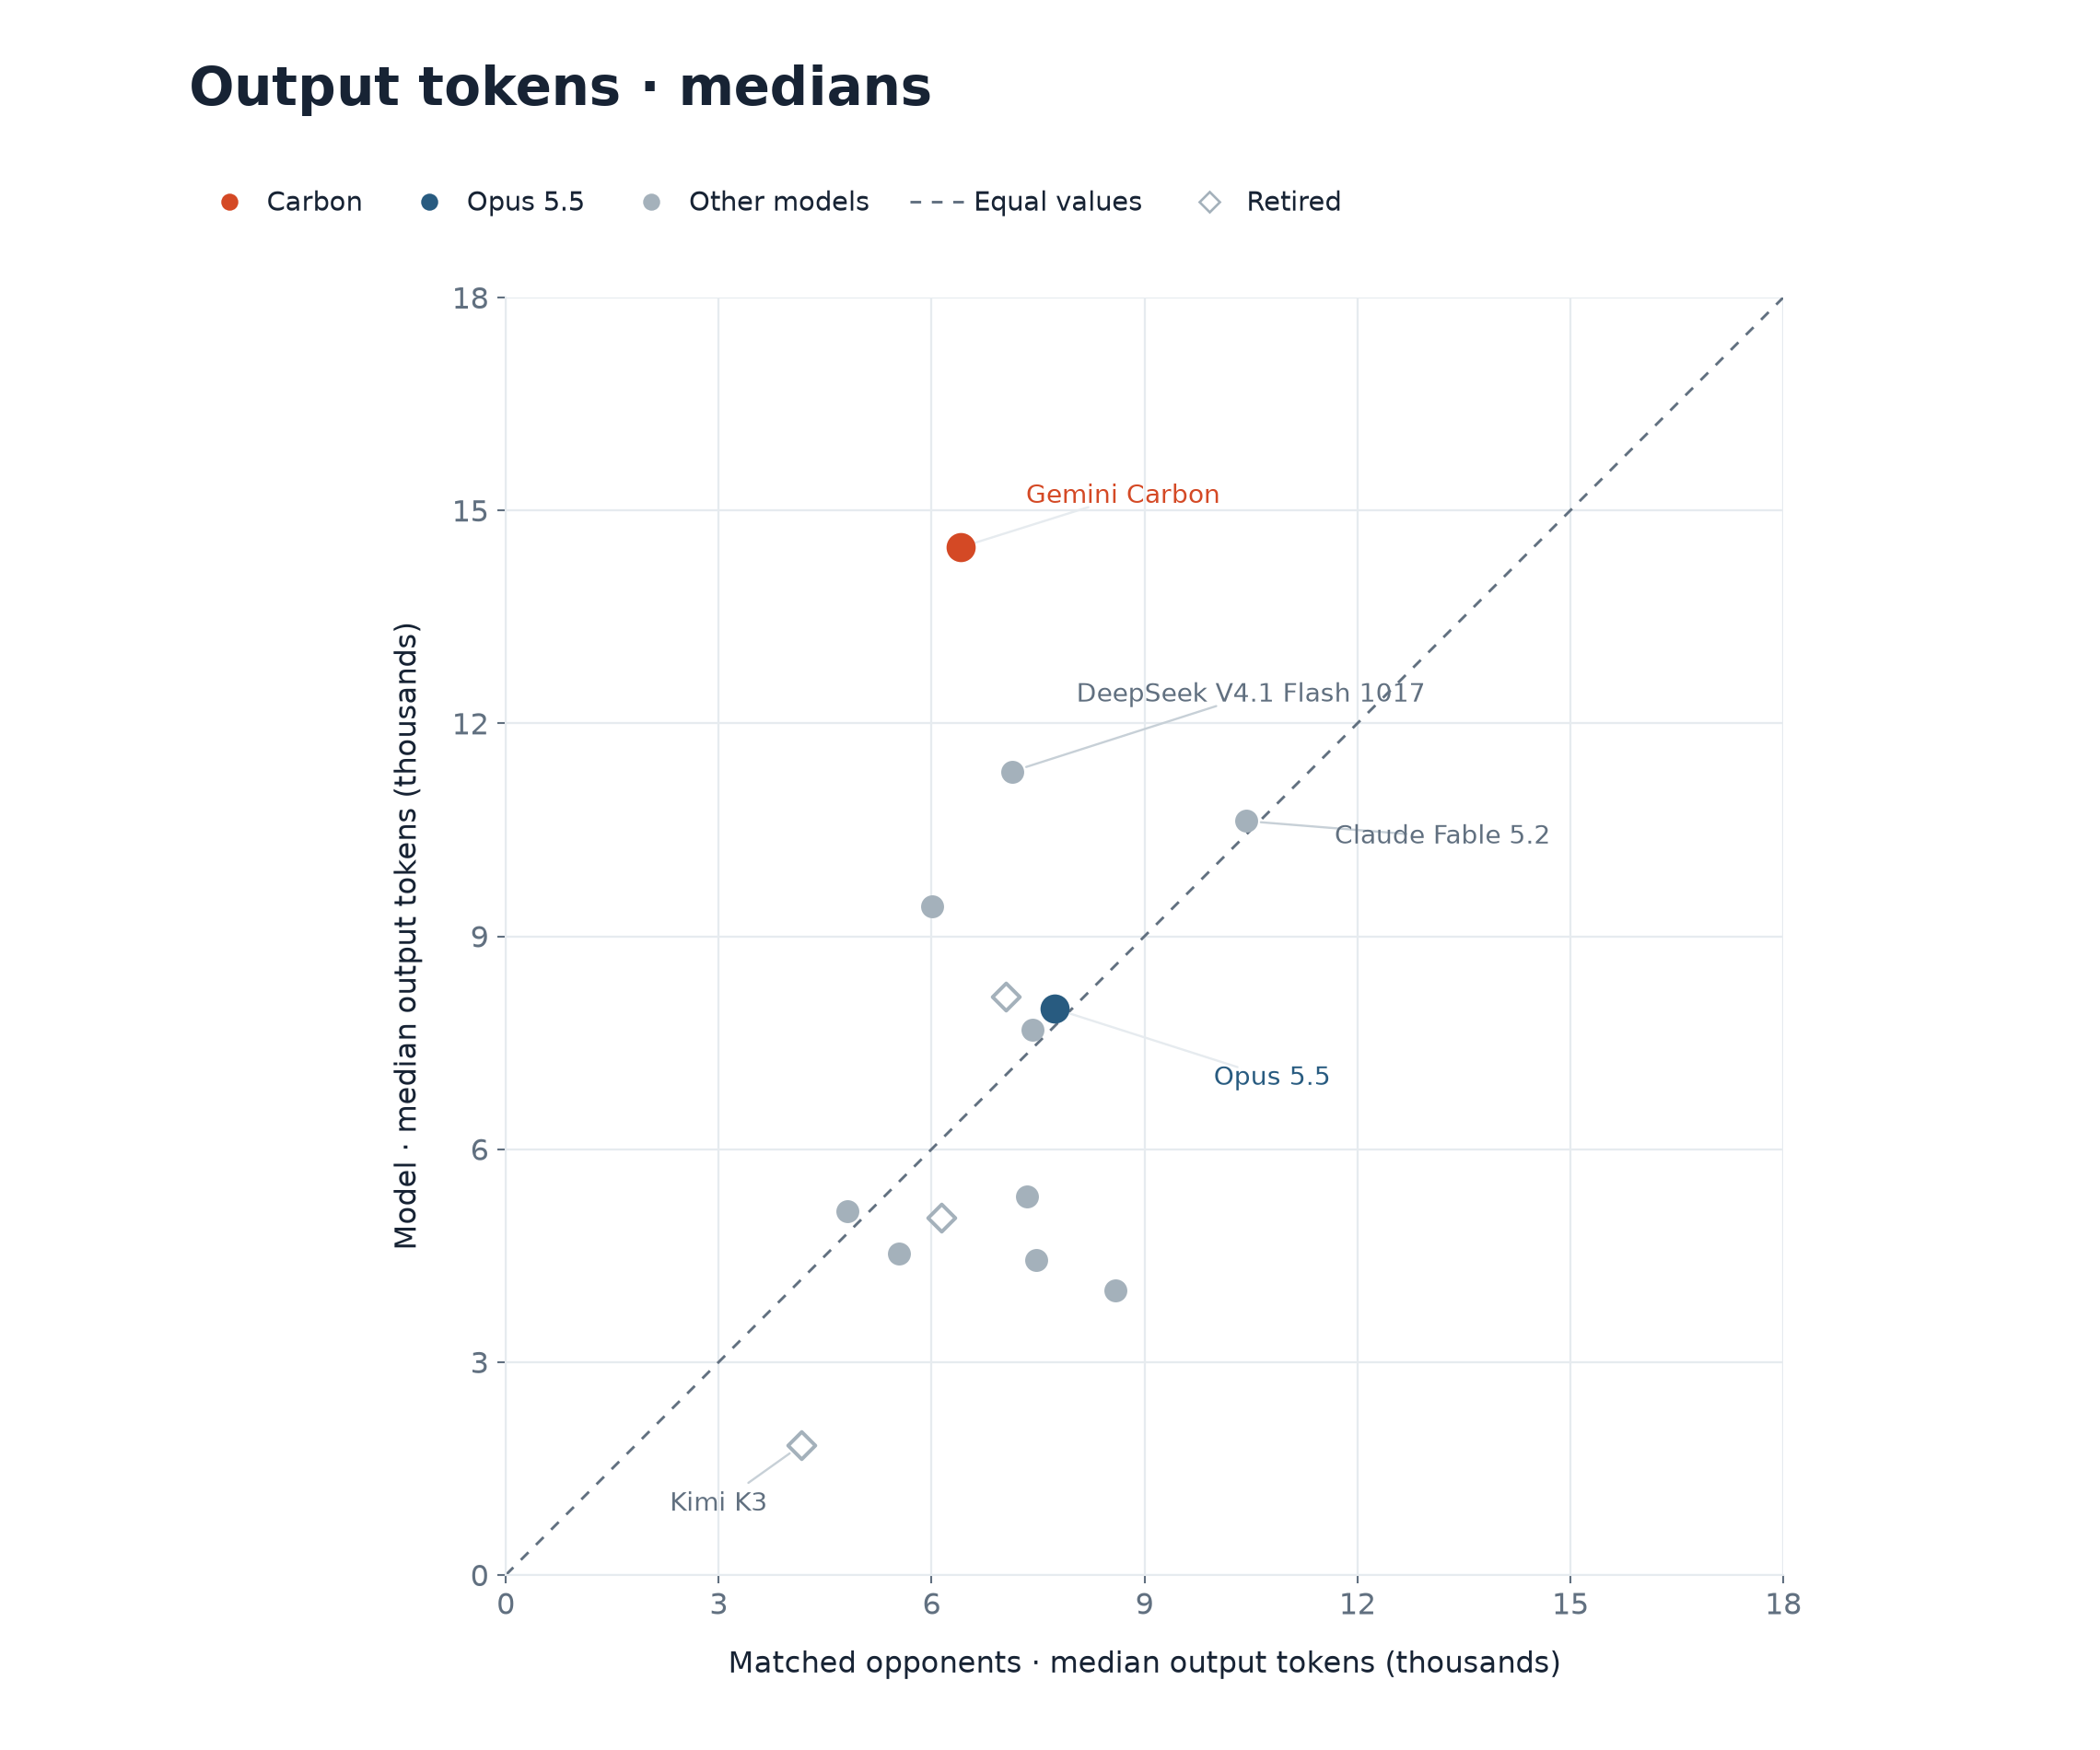 Output tokens · medians
Carbon
Opus 5.5
Other models
Equal values
Retired
18
15
12
9
6
3
0
Model · median output tokens (thousands)
Gemini Carbon
DeepSeek V4.1 Flash 1017
Claude Fable 5.2
Opus 5.5
Kimi K3
0
3
6
9
12
15
18
Matched opponents · median output tokens (thousands)